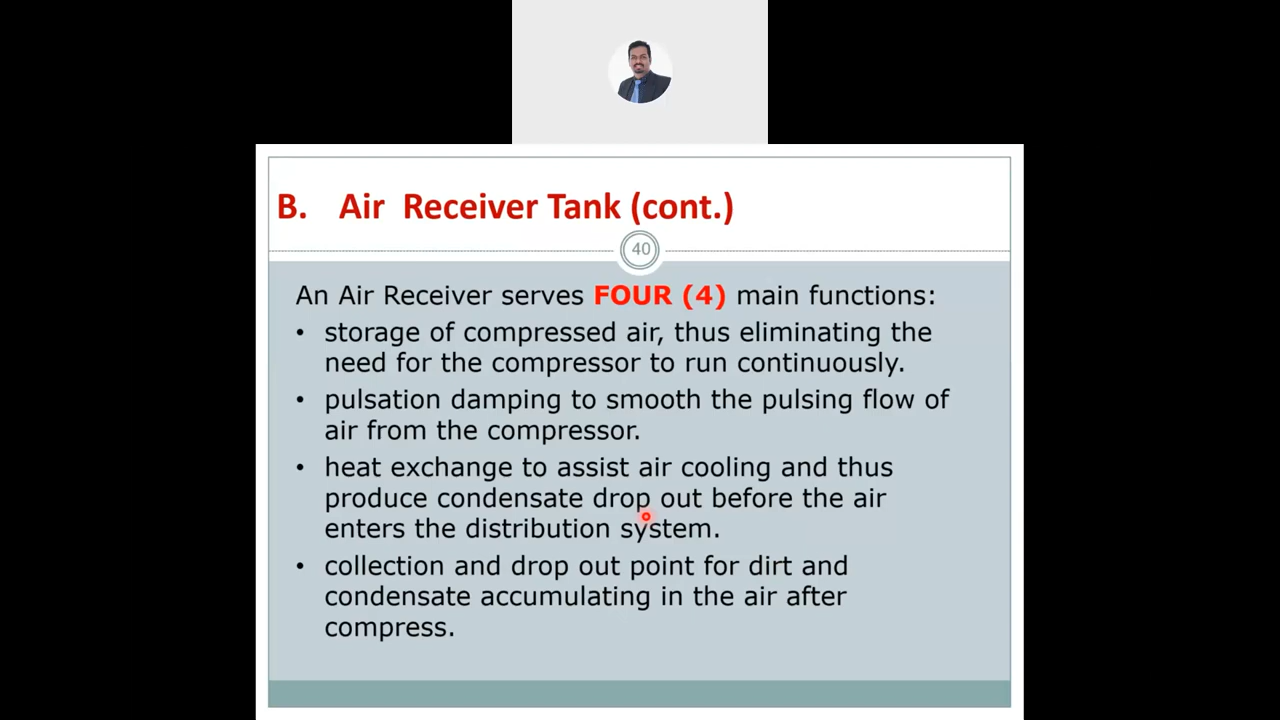 B. Air Receiver Tank (cont.)
40
An Air Receiver serves FOUR (4) main functions:
• storage of compressed air, thus eliminating the
need for the compressor to run continuously.
• pulsation damping to smooth the pulsing flow of
air from the compressor.
• heat exchange to assist air cooling and thus
produce condensate drop out before the air
enters the distribution system.
• collection and drop out point for dirt and
condensate accumulating in the air after
compress.